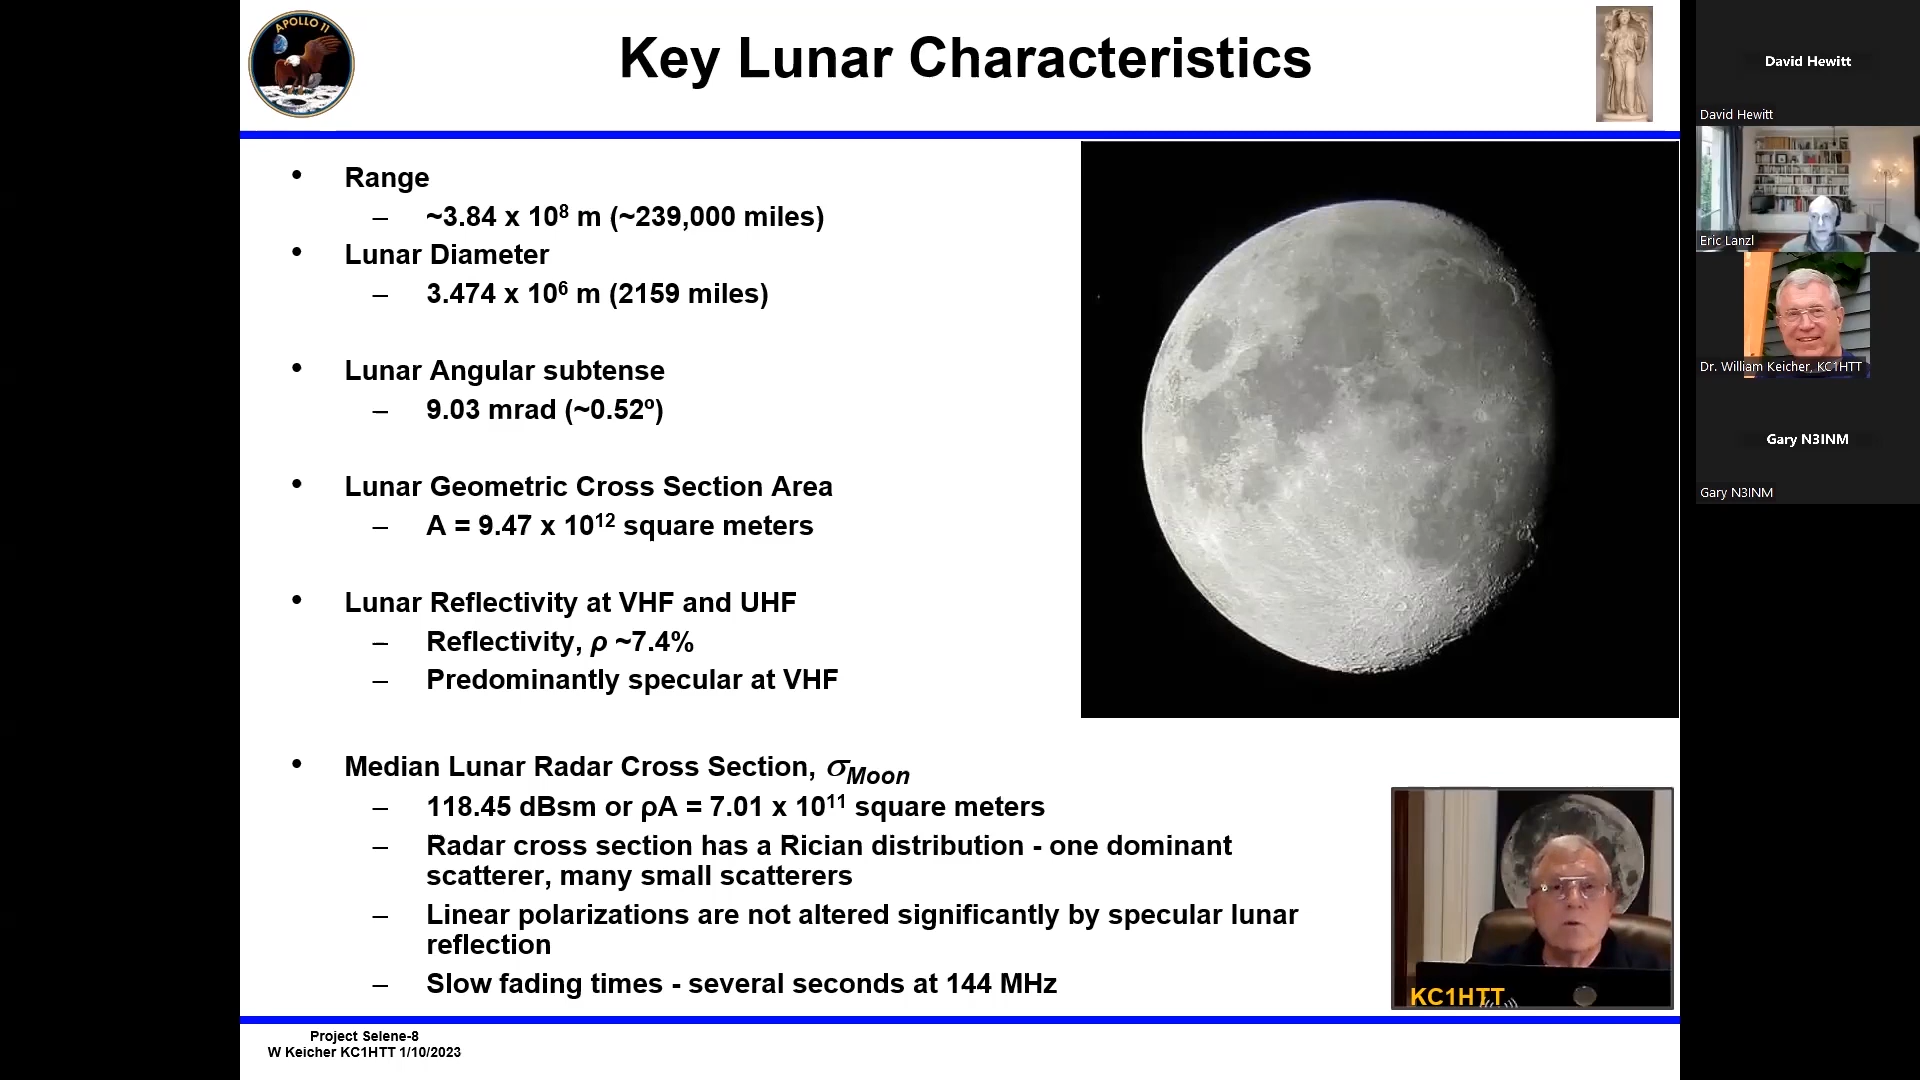 APOLLO 11
Key Lunar Characteristics
• Range
– ~3.84 x 10⁸ m (~239,000 miles)
• Lunar Diameter
– 3.474 x 10⁶ m (2159 miles)
• Lunar Angular subtense
– 9.03 mrad (~0.52º)
• Lunar Geometric Cross Section Area
– A = 9.47 x 10¹² square meters
• Lunar Reflectivity at VHF and UHF
– Reflectivity, ρ ~7.4%
– Predominantly specular at VHF
• Median Lunar Radar Cross Section, σMoon
– 118.45 dBsm or ρA = 7.01 x 10¹¹ square meters
– Radar cross section has a Rician distribution - one dominant
scatterer, many small scatterers
– Linear polarizations are not altered significantly by specular lunar
reflection
– Slow fading times - several seconds at 144 MHz
KC1HTT
Project Selene-8
W Keicher KC1HTT 1/10/2023
David Hewitt
David Hewitt
Eric Lanzl
Dr. William Keicher, KC1HTT
Gary N3INM
Gary N3INM